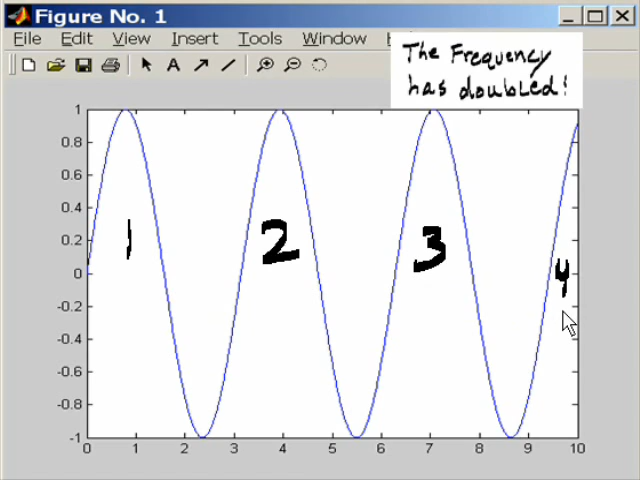 Figure No. 1
File Edit View Insert Tools Window
The Frequency
has doubled!
1
0.8
0.6
0.4
0.2
0
-0.2
-0.4
-0.6
-0.8
-1
1 2 3 4
0 1 2 3 4 5 6 7 8 9 10